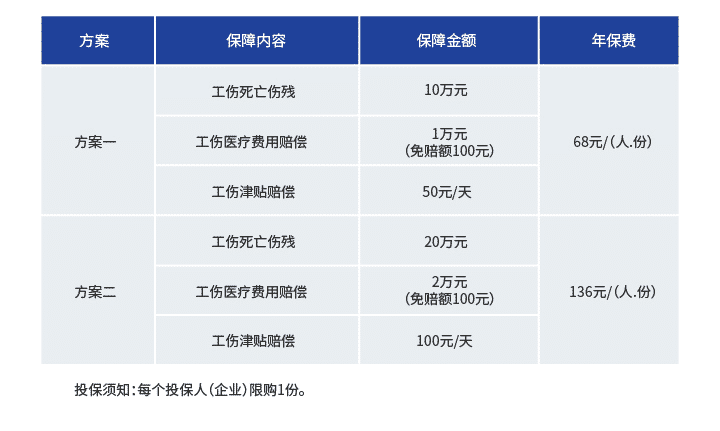 方案 保障内容 保障金额 年保费
工伤死亡伤残 10万元
方案一 工伤医疗费用赔偿 1万元 68元/(人.份)
(免赔额100元)
工伤津贴赔偿 50元/天
工伤死亡伤残 20万元
方案二 工伤医疗费用赔偿 2万元 136元/(人.份)
(免赔额100元)
工伤津贴赔偿 100元/天
投保须知:每个投保人(企业)限购1份。